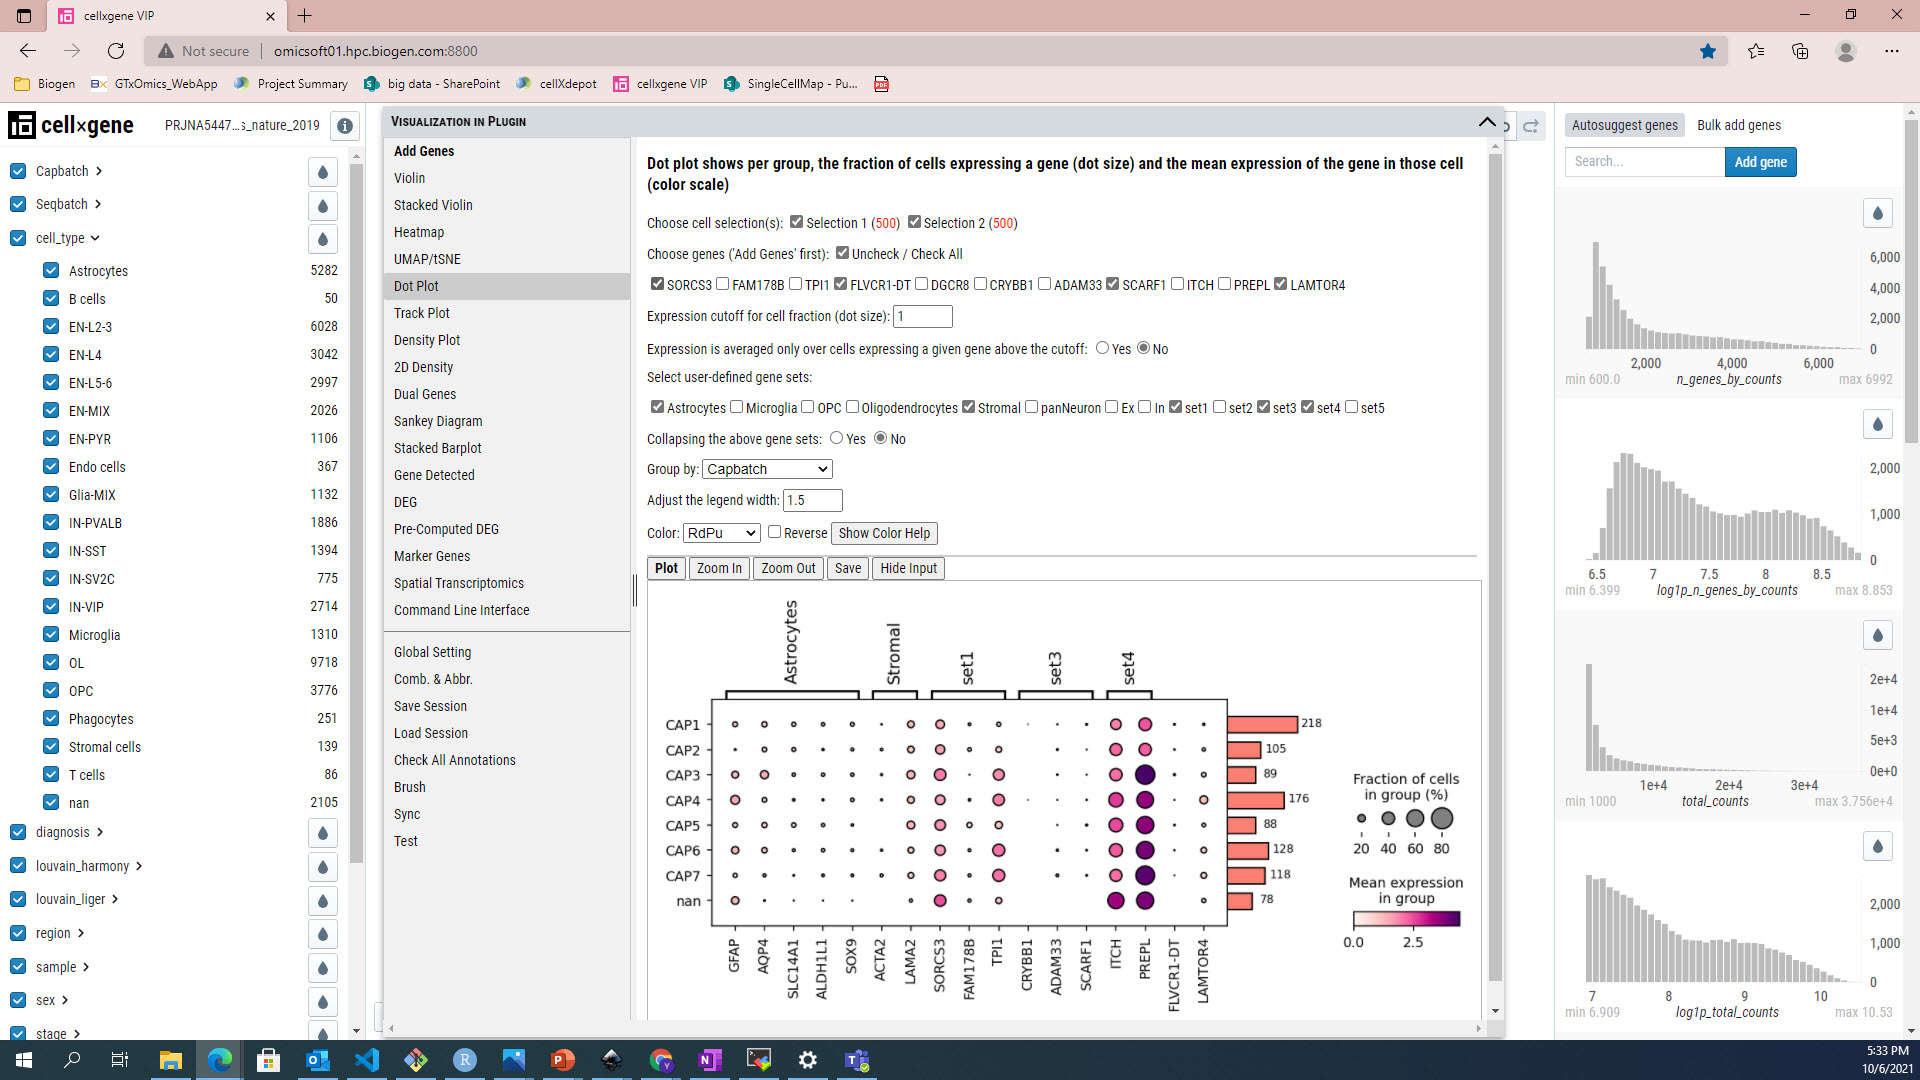 cellxgene VIP
Not secure omicsoft01.hpc.biogen.com:8800
Biogen GTxOmics_WebApp Project Summary big data - SharePoint cellXdepot cellxgene VIP SingleCellMap - Pu...
cell×gene PRJNA5447...s_nature_2019
Capbatch
Seqbatch
cell_type
Astrocytes 5282
B cells 50
EN-L2-3 6028
EN-L4 3042
EN-L5-6 2997
EN-MIX 2026
EN-PYR 1106
Endo cells 367
Glia-MIX 1132
IN-PVALB 1886
IN-SST 1394
IN-SV2C 775
IN-VIP 2714
Microglia 1310
OL 9718
OPC 3776
Phagocytes 251
Stromal cells 139
T cells 86
nan 2105
diagnosis
louvain_harmony
louvain_liger
region
sample
sex
stage
Visualization in Plugin
Add Genes
Violin
Stacked Violin
Heatmap
UMAP/tSNE
Dot Plot
Track Plot
Density Plot
2D Density
Dual Genes
Sankey Diagram
Stacked Barplot
Gene Detected
DEG
Pre-Computed DEG
Marker Genes
Spatial Transcriptomics
Command Line Interface
Global Setting
Comb. & Abbr.
Save Session
Load Session
Check All Annotations
Brush
Sync
Test
Dot plot shows per group, the fraction of cells expressing a gene (dot size) and the mean expression of the gene in those cell
(color scale)
Choose cell selection(s): Selection 1 (500) Selection 2 (500)
Choose genes ('Add Genes' first): Uncheck / Check All
SORCS3 FAM178B TPI1 FLVCR1-DT DGCR8 CRYBB1 ADAM33 SCARF1 ITCH PREPL LAMTOR4
Expression cutoff for cell fraction (dot size): 1
Expression is averaged only over cells expressing a given gene above the cutoff: Yes No
Select user-defined gene sets:
Astrocytes Microglia OPC Oligodendrocytes Stromal panNeuron Ex In set1 set2 set3 set4 set5
Collapsing the above gene sets: Yes No
Group by: Capbatch
Adjust the legend width: 1.5
Color: RdPu Reverse Show Color Help
Plot Zoom In Zoom Out Save Hide Input
Astrocytes Stromal set1 set3 set4
CAP1 218
CAP2 105
CAP3 89
CAP4 176
CAP5 88
CAP6 128
CAP7 118
nan 78
GFAP AQP4 SLC14A1 ALDH1L1 SOX9 ACTA2 LAMA2 SORCS3 FAM178B TPI1 CRYBB1 ADAM33 SCARF1 ITCH PREPL FLVCR1-DT LAMTOR4
Fraction of cells
in group (%)
20 40 60 80
Mean expression
in group
0.0 2.5
Autosuggest genes Bulk add genes
Search... Add gene
6,000
4,000
2,000
0
2,000 4,000 6,000
min 600.0 n_genes_by_counts max 6992
2,000
1,000
0
6.5 7 7.5 8 8.5
min 6.399 log1p_n_genes_by_counts max 8.853
2e+4
1e+4
5e+3
0e+0
1e+4 2e+4 3e+4
min 1000 total_counts max 3.756e+4
2,000
1,000
0
7 8 9 10
min 6.909 log1p_total_counts max 10.53
5:33 PM
10/6/2021